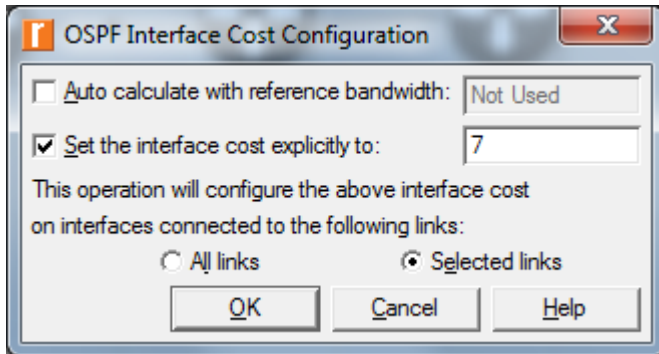 OSPF Interface Cost Configuration
Auto calculate with reference bandwidth: Not Used
Set the interface cost explicitly to: 7
This operation will configure the above interface cost
on interfaces connected to the following links:
All links Selected links
OK Cancel Help